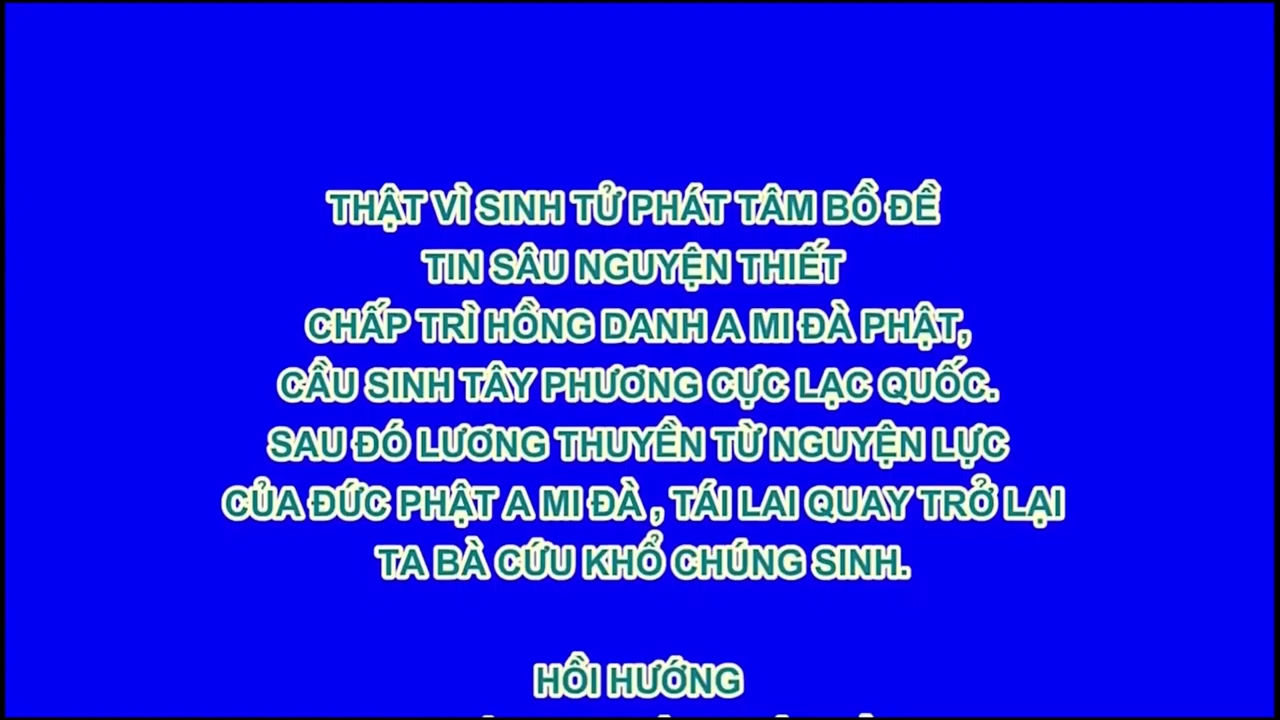 THẬT VÌ SINH TỬ PHÁT TÂM BỒ ĐỀ
TIN SÂU NGUYỆN THIẾT
CHẤP TRÌ HỒNG DANH A MI ĐÀ PHẬT,
CẦU SINH TÂY PHƯƠNG CỰC LẠC QUỐC.
SAU ĐÓ LƯƠNG THUYỀN TỪ NGUYỆN LỰC
CỦA ĐỨC PHẬT A MI ĐÀ , TÁI LAI QUAY TRỞ LẠI
TA BÀ CỨU KHỔ CHÚNG SINH.
HỒI HƯỚNG